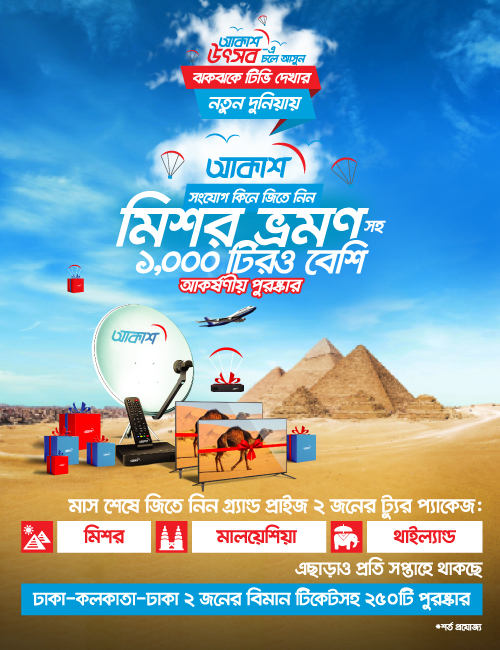 আকাশ
উৎসব -এ চলে আসুন
ঝকঝকে টিভি দেখার
নতুন দুনিয়ায়
আকাশ
সংযোগ কিনে জিতে নিন
মিশর ভ্রমণ সহ
১,০০০ টিরও বেশি
আকর্ষণীয় পুরস্কার
আকাশ
মাস শেষে জিতে নিন গ্র্যান্ড প্রাইজ ২ জনের ট্যুর প্যাকেজ:
মিশর মালয়েশিয়া থাইল্যান্ড
এছাড়াও প্রতি সপ্তাহে থাকছে
ঢাকা-কলকাতা-ঢাকা ২ জনের বিমান টিকেটসহ ২৫০টি পুরস্কার
*শর্ত প্রযোজ্য